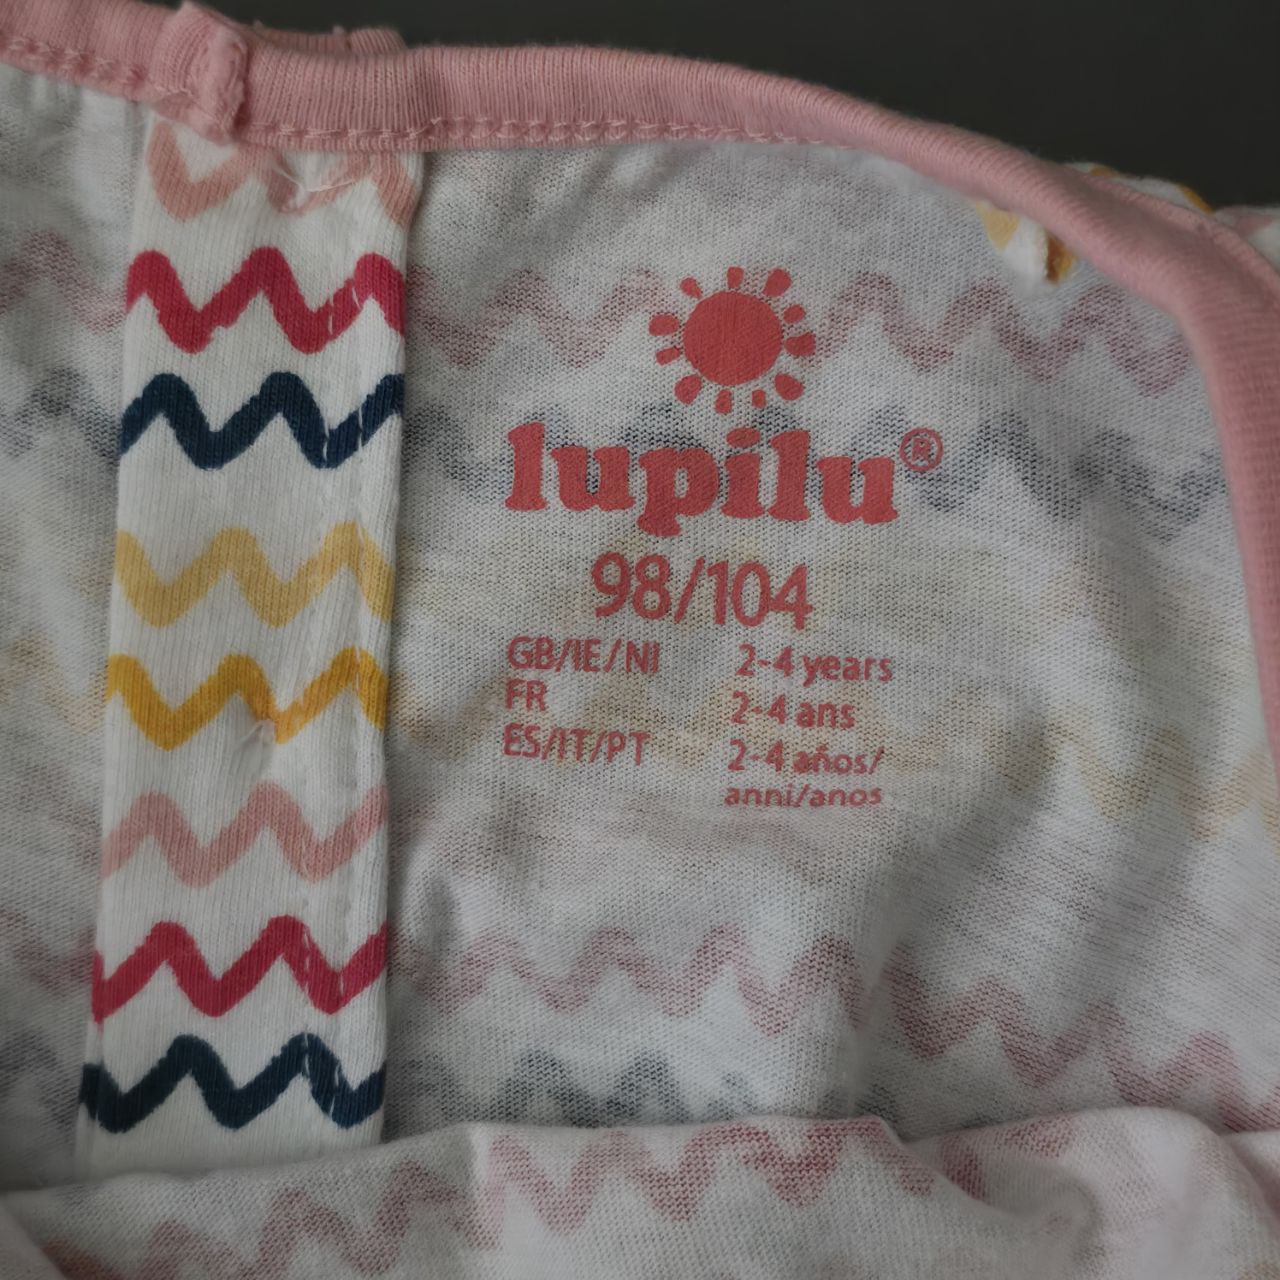 lupilu®
98/104
GB/IE/NI 2-4 years
FR 2-4 ans
ES/IT/PT 2-4 años/
anni/anos